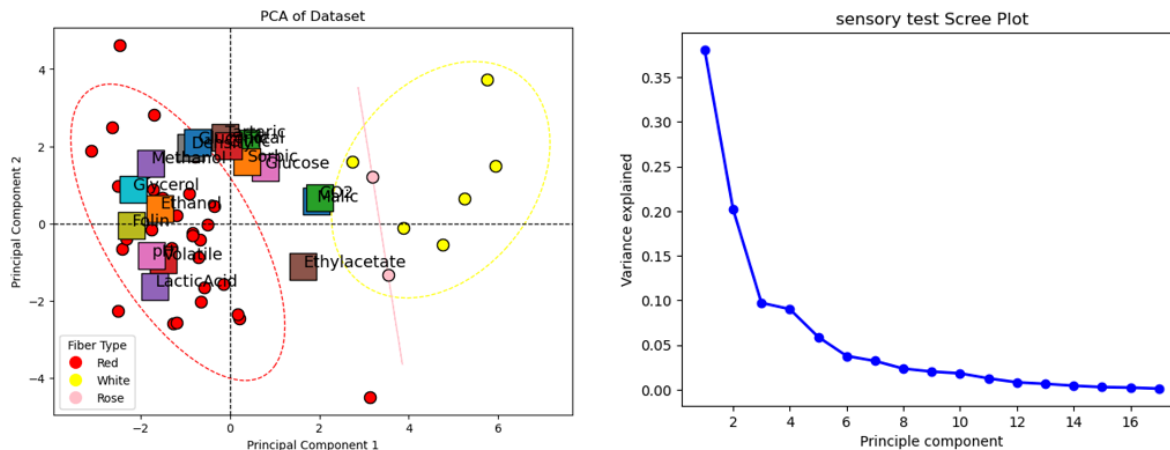 PCA of Dataset
Principal Component 2
4
2
0
−2
−4
Tartaric
Density
Sorbic
Methanol
Glucose
Glycerol
CO2
Malic
Ethanol
Folin
pH
Volatile
Ethylacetate
LacticAcid
Fiber Type
Red
White
Rose
−2
0
2
4
6
Principal Component 1
sensory test Scree Plot
Variance explained
0.35
0.30
0.25
0.20
0.15
0.10
0.05
0.00
2
4
6
8
10
12
14
16
Principle component